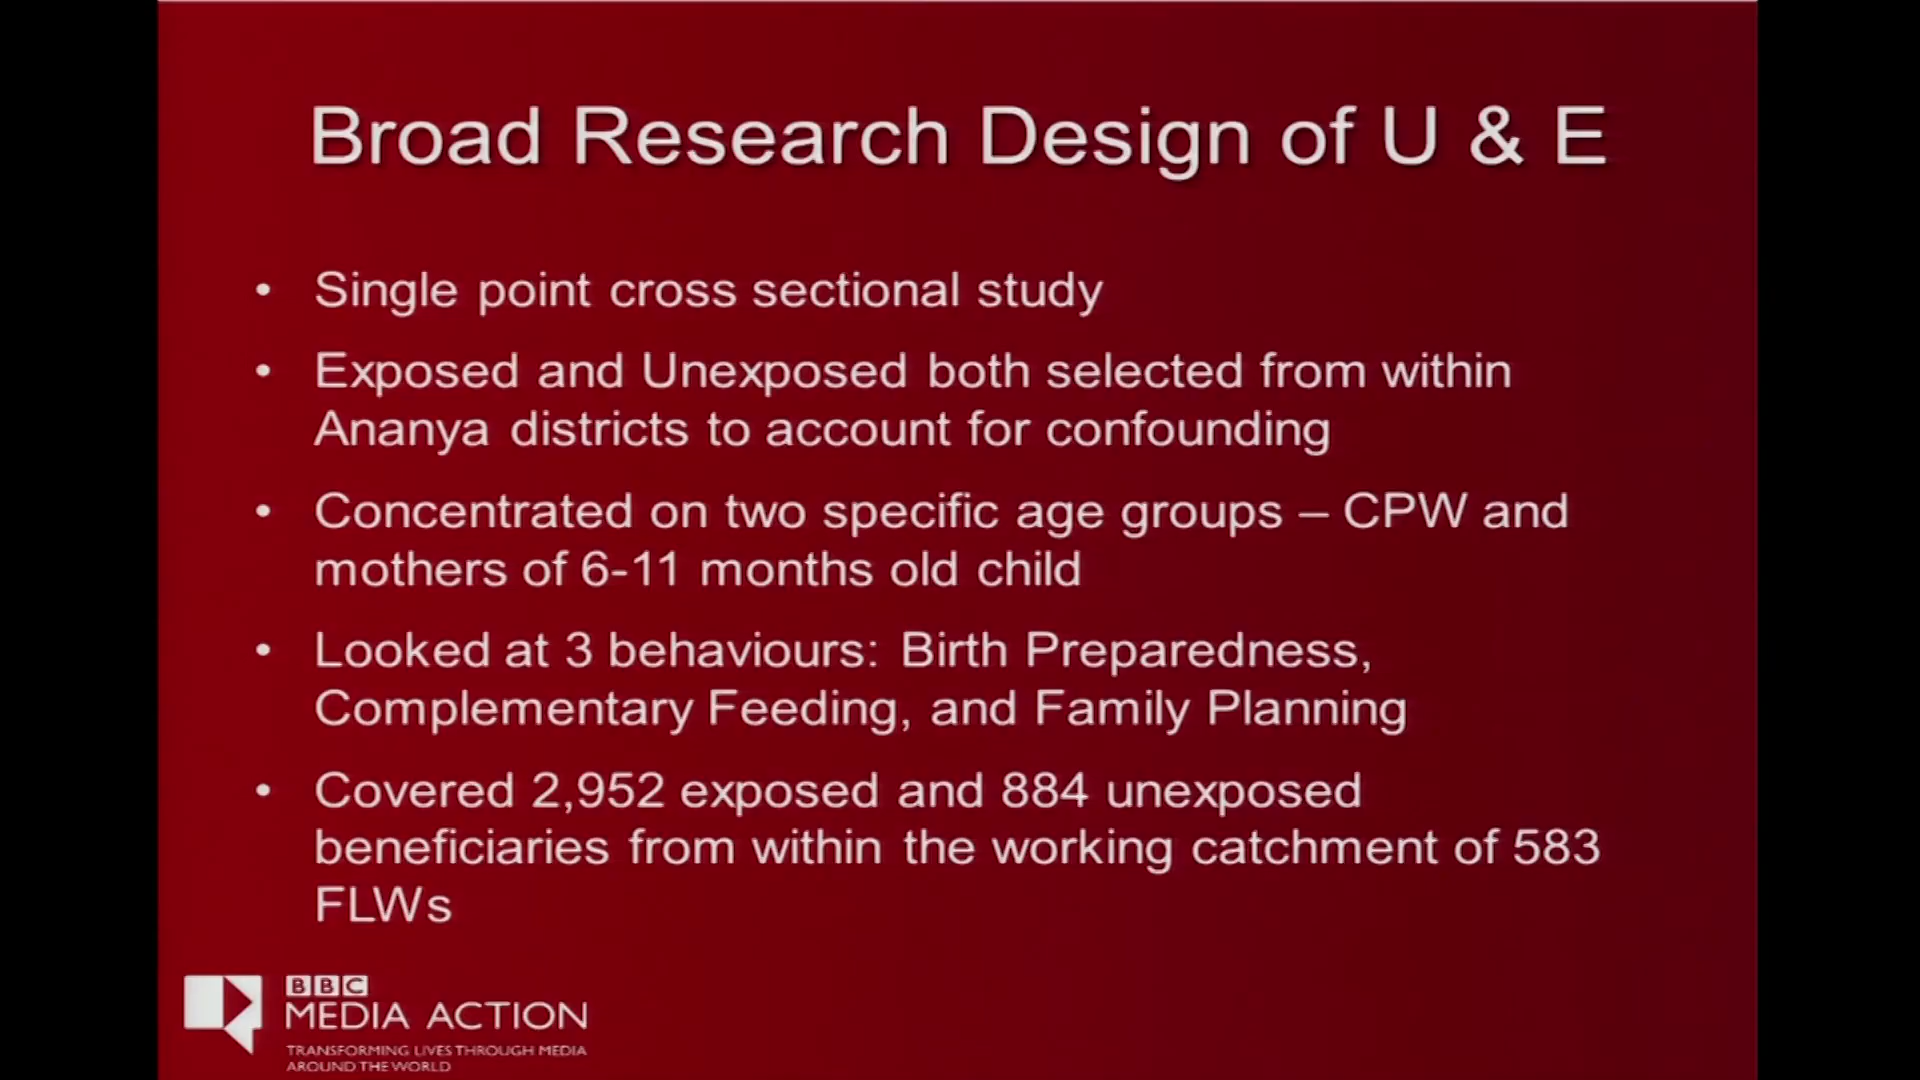 Broad Research Design of U & E
• Single point cross sectional study
• Exposed and Unexposed both selected from within
Ananya districts to account for confounding
• Concentrated on two specific age groups – CPW and
mothers of 6-11 months old child
• Looked at 3 behaviours: Birth Preparedness,
Complementary Feeding, and Family Planning
• Covered 2,952 exposed and 884 unexposed
beneficiaries from within the working catchment of 583
FLWs
BBC
MEDIA ACTION
TRANSFORMING LIVES THROUGH MEDIA
AROUND THE WORLD